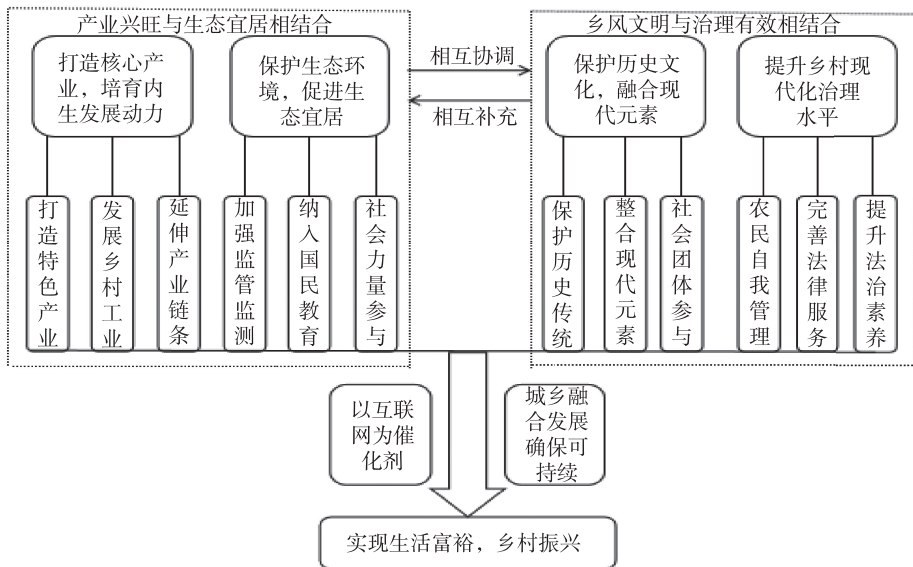 产业兴旺与生态宜居相结合
乡风文明与治理有效相结合
打造核心产
业，培育内
生发展动力
保护生态环
境，促进生
态宜居
相互协调
相互补充
保护历史文
化，融合现
代元素
提升乡村现
代化治理
水平
打造特色产业
发展乡村工业
延伸产业链条
加强监管监测
纳入国民教育
社会力量参与
保护历史传统
整合现代元素
社会团体参与
农民自我管理
完善法律服务
提升法治素养
以互联
网为催
化剂
城乡融
合发展
确保可
持续
实现生活富裕，乡村振兴